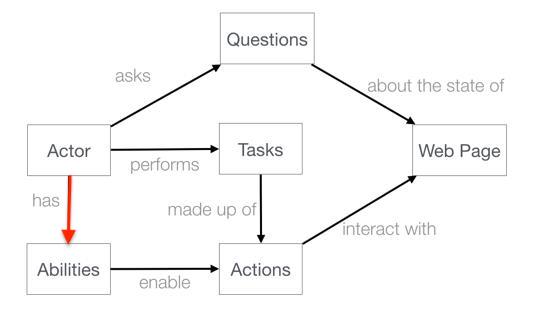 Questions
asks
about the state of
Actor
Tasks
Web Page
performs
has
made up of
interact with
Abilities
Actions
enable